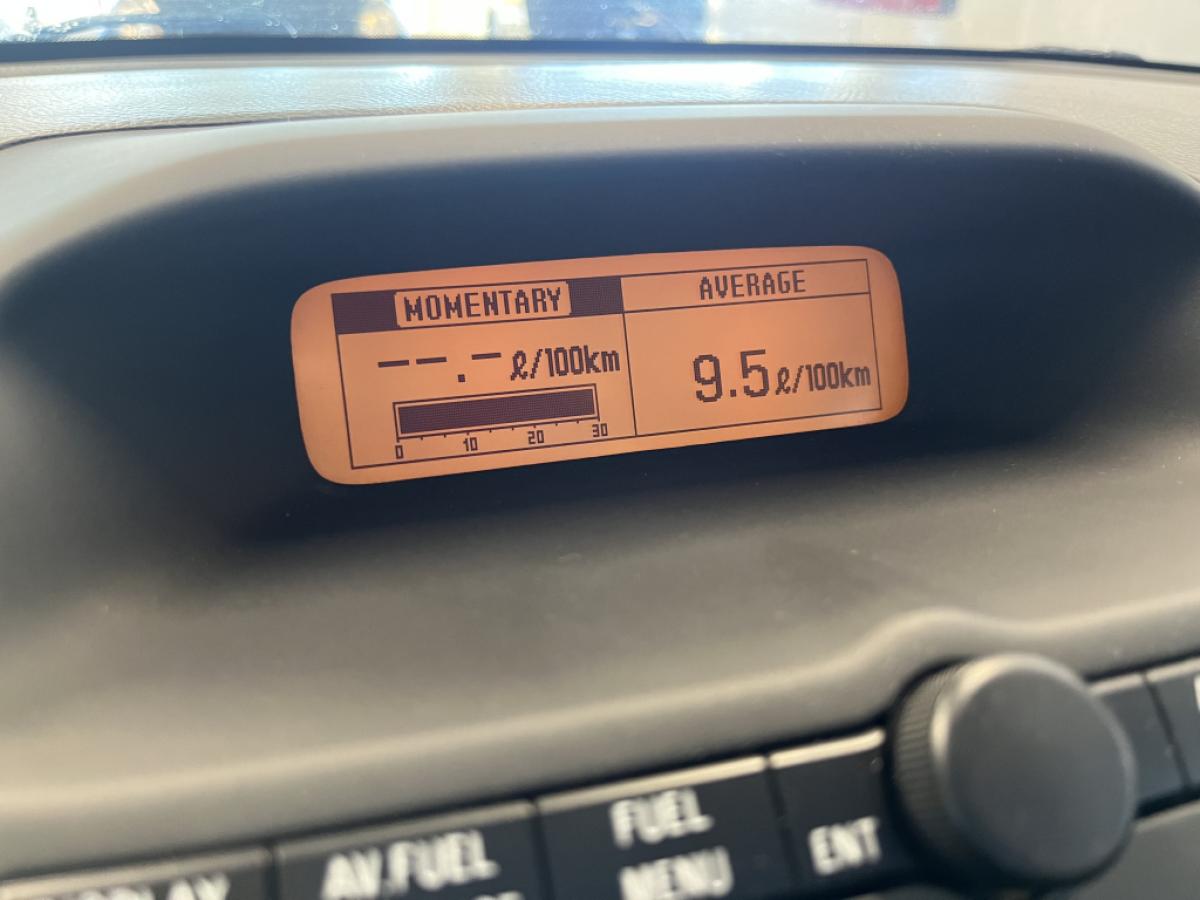 MOMENTARY
--.-ℓ/100km
0 10 20 30
AVERAGE
9.5ℓ/100km
AV.FUEL
FUEL
MENU
ENT